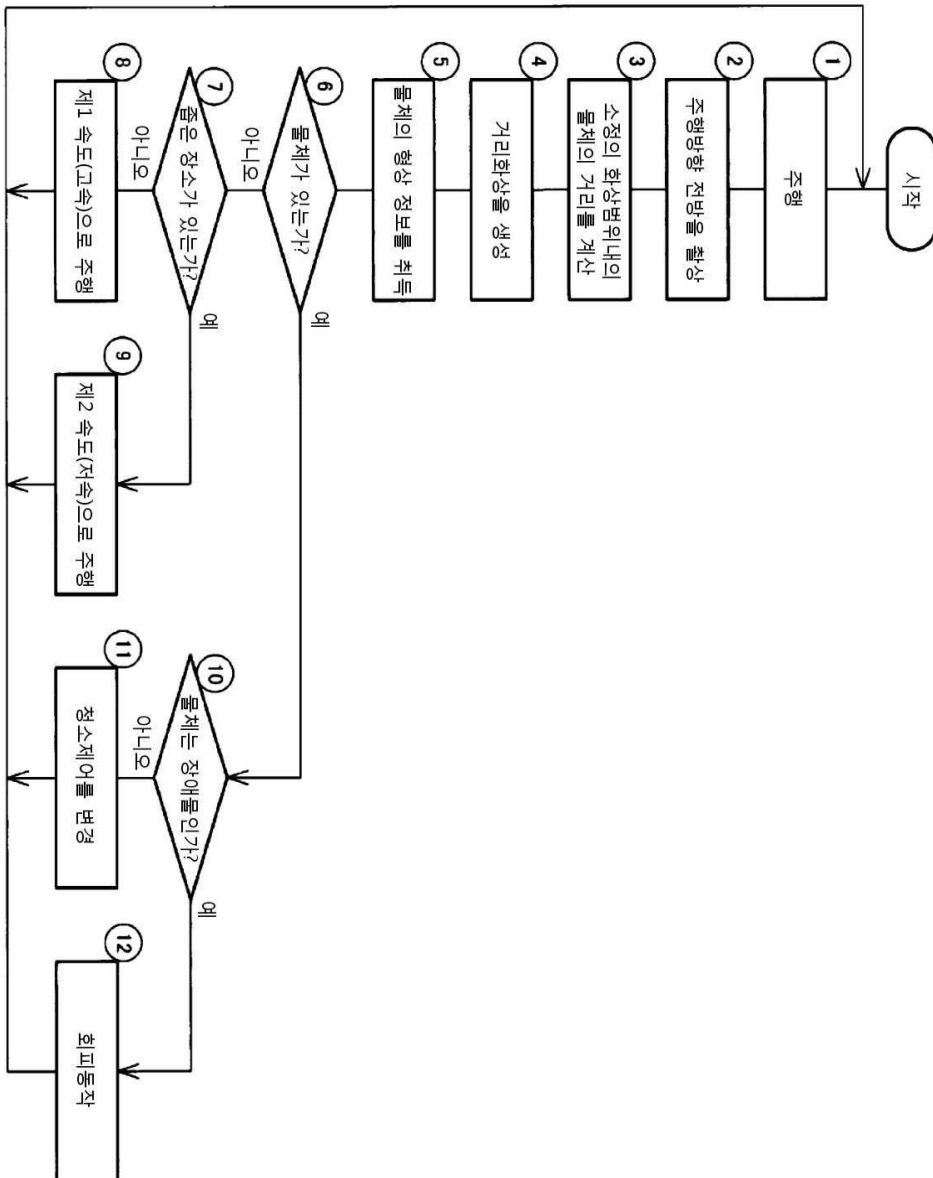 시작
1
주행
2
주행방향 전방을 촬상
3
소정의 화상범위내의
물체의 거리를 계산
4
거리화상을 생성
5
물체의 형상 정보를 취득
6
물체가 있는가?
예
아니오
7
좁은 장소가 있는가?
예
아니오
8
제1 속도(고속)으로 주행
9
제2 속도(저속)으로 주행
10
물체는 장애물인가?
예
아니오
11
청소제어를 변경
12
회피동작